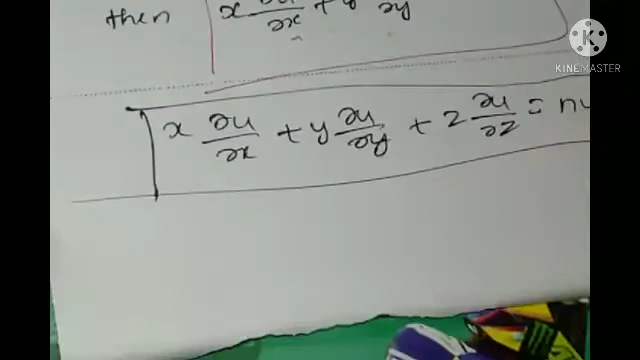 then x ∂u/∂x + y ∂/∂y
K
KINEMASTER
x ∂u/∂x + y ∂u/∂y + z ∂u/∂z = nu